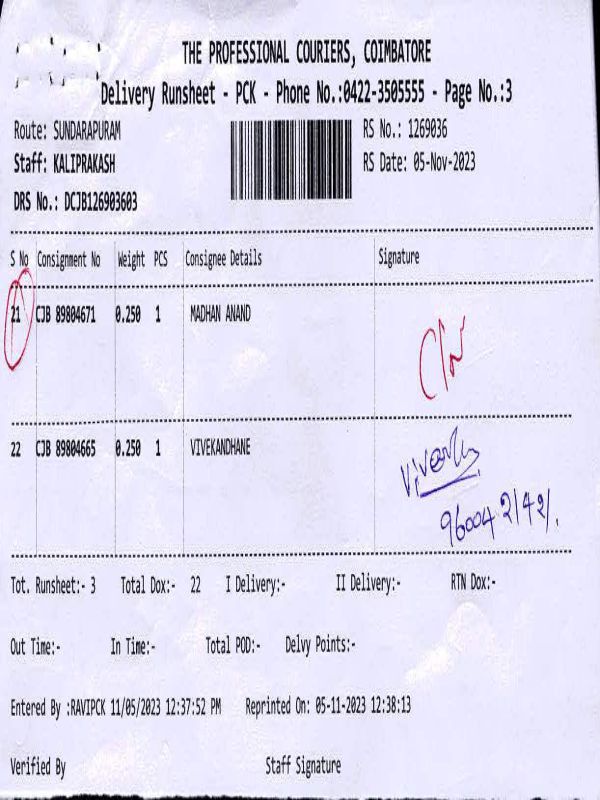 THE PROFESSIONAL COURIERS, COIMBATORE
Delivery Runsheet - PCK - Phone No.:0422-3505555 - Page No.:3
Route: SUNDARAPURAM
RS No.: 1269036
Staff: KALIPRAKASH
RS Date: 05-Nov-2023
DRS No.: DCJB126903603
S No Consignment No Weight PCS Consignee Details Signature
21 CJB 89804671 0.250 1 MADHAN ANAND
22 CJB 89804665 0.250 1 VIVEKANDHANE
Tot. Runsheet:- 3 Total Dox:- 22 I Delivery:- II Delivery:- RTN Dox:-
Out Time:- In Time:- Total POD:- Delvy Points:-
Entered By :RAVIPCK 11/05/2023 12:37:52 PM Reprinted On: 05-11-2023 12:38:13
Verified By Staff Signature